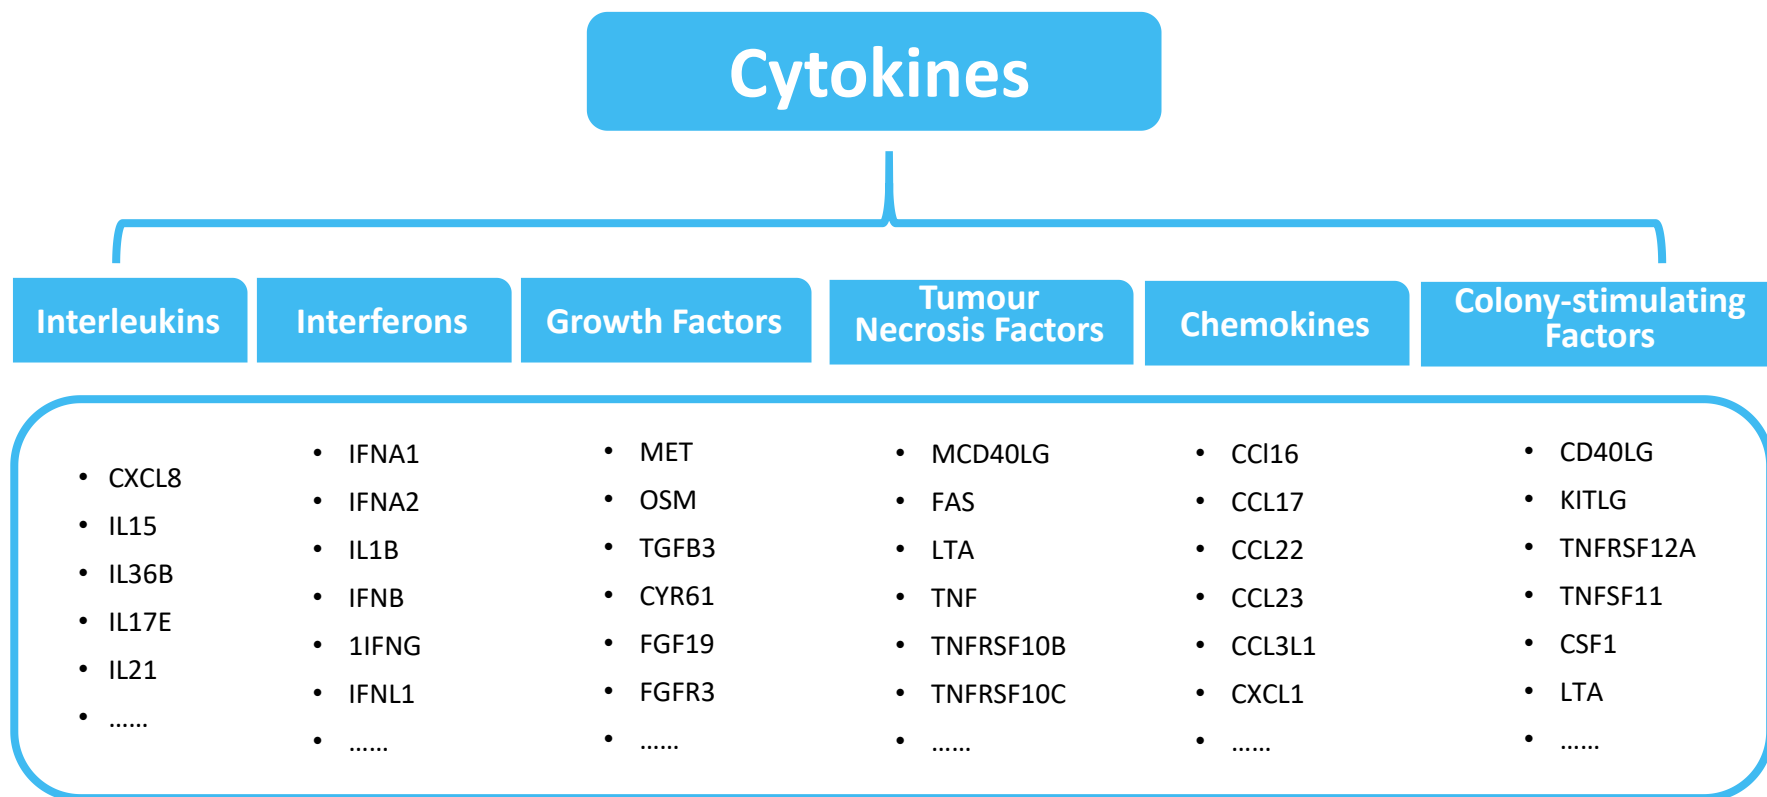 Cytokines
Interleukins
Interferons
Growth Factors
Tumour
Necrosis Factors
Chemokines
Colony-stimulating
Factors
• CXCL8
• IL15
• IL36B
• IL17E
• IL21
• ......
• IFNA1
• IFNA2
• IL1B
• IFNB
• 1IFNG
• IFNL1
• ......
• MET
• OSM
• TGFB3
• CYR61
• FGF19
• FGFR3
• ......
• MCD40LG
• FAS
• LTA
• TNF
• TNFRSF10B
• TNFRSF10C
• ......
• CCl16
• CCL17
• CCL22
• CCL23
• CCL3L1
• CXCL1
• ......
• CD40LG
• KITLG
• TNFRSF12A
• TNFSF11
• CSF1
• LTA
• ......